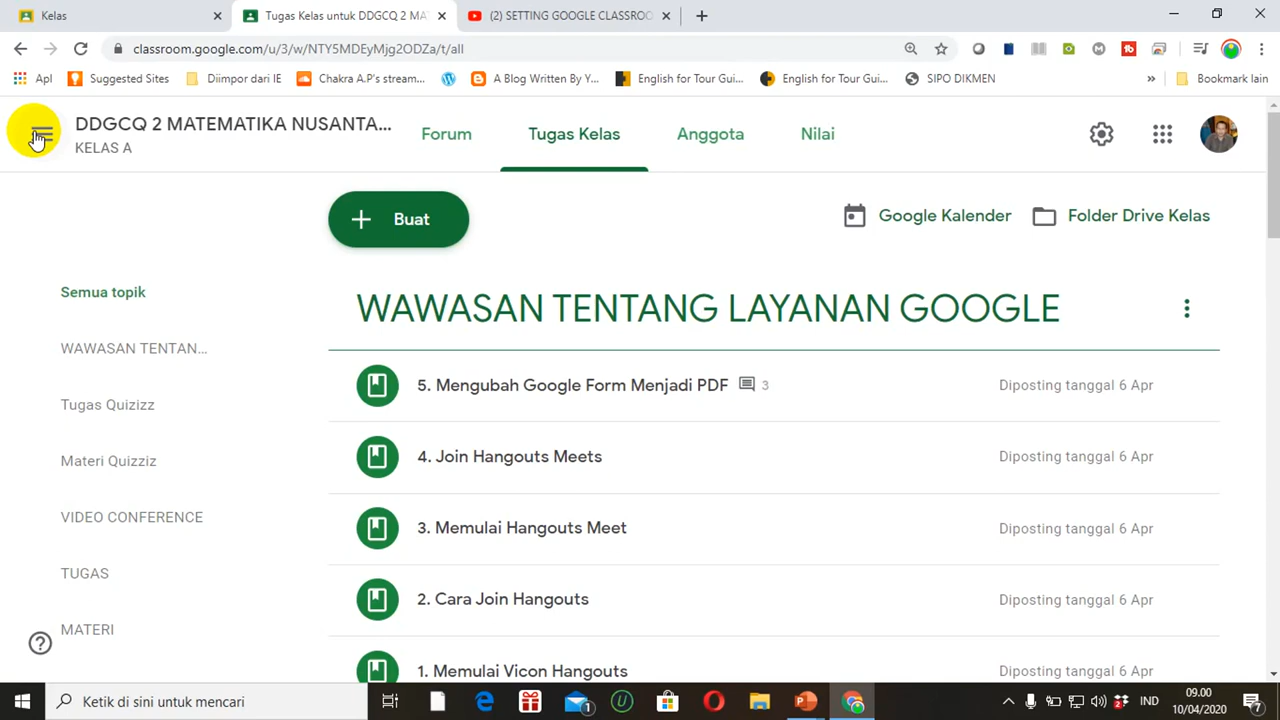 Kelas
Tugas Kelas untuk DDGCQ 2 MA
(2) SETTING GOOGLE CLASSROO
classroom.google.com/u/3/w/NTY5MDEyMjg2ODZa/t/all
Apl
Suggested Sites
Diimpor dari IE
Chakra A.P's stream...
A Blog Written By Y...
English for Tour Gui...
English for Tour Gui...
SIPO DIKMEN
»
Bookmark lain
DDGCQ 2 MATEMATIKA NUSANTA...
KELAS A
Forum
Tugas Kelas
Anggota
Nilai
+ Buat
Google Kalender
Folder Drive Kelas
Semua topik
WAWASAN TENTAN...
Tugas Quizizz
Materi Quizziz
VIDEO CONFERENCE
TUGAS
MATERI
WAWASAN TENTANG LAYANAN GOOGLE
5. Mengubah Google Form Menjadi PDF 3 Diposting tanggal 6 Apr
4. Join Hangouts Meets Diposting tanggal 6 Apr
3. Memulai Hangouts Meet Diposting tanggal 6 Apr
2. Cara Join Hangouts Diposting tanggal 6 Apr
1. Memulai Vicon Hangouts Diposting tanggal 6 Apr
Ketik di sini untuk mencari
1
IND
09.00
10/04/2020
7